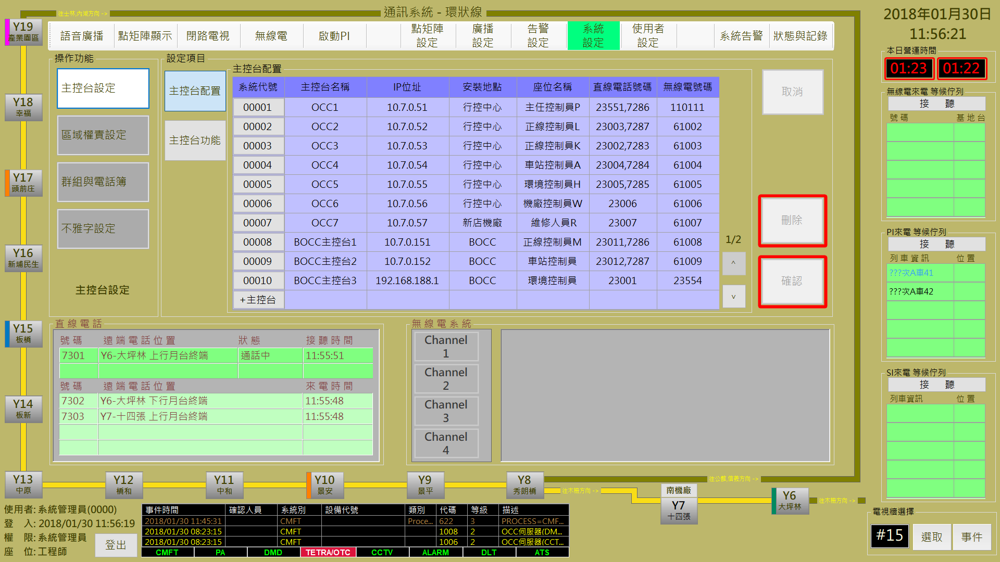 往士林,內湖方向 ->
通訊系統 - 環狀線
2018年01月30日
11:56:21
語音廣播
點矩陣顯示
閉路電視
無線電
啟動PI
點矩陣
設定
廣播
設定
告警
設定
系統
設定
使用者
設定
系統告警
狀態與記錄
Y19
產業園區
Y18
幸福
Y17
頭前庄
Y16
新埔民生
Y15
板橋
Y14
板新
Y13
中原
操作功能
主控台設定
區域權責設定
群組與電話簿
不雅字設定
主控台設定
設定項目
主控台配置
主控台功能
主控台配置
系統代號 主控台名稱 IP位址 安裝地點 座位名稱 直線電話號碼 無線電號碼
00001 OCC1 10.7.0.51 行控中心 主任控制員P 23551,7286 110111
00002 OCC2 10.7.0.52 行控中心 正線控制員L 23003,7287 61002
00003 OCC3 10.7.0.53 行控中心 正線控制員K 23002,7283 61003
00004 OCC4 10.7.0.54 行控中心 車站控制員A 23004,7284 61004
00005 OCC5 10.7.0.55 行控中心 環境控制員H 23005,7285 61005
00006 OCC6 10.7.0.56 行控中心 機廠控制員W 23006 61006
00007 OCC7 10.7.0.57 新店機廠 維修人員R 23007 61007
00008 BOCC主控台1 10.7.0.151 BOCC 正線控制員M 23011,7286 61008
00009 BOCC主控台2 10.7.0.152 BOCC 車站控制員 23012,7287 61009
00010 BOCC主控台3 192.168.188.1 BOCC 環境控制員 23001 23554
+主控台
1/2
^
v
取消
刪除
確認
本日營運時間
01:23 01:22
無線電來電 等候佇列
接 聽
號碼 基地台
PI來電 等候佇列
接 聽
列車資訊 位置
???次A車41
???次A車42
SI來電 等候佇列
接 聽
列車資訊 位置
電視牆選擇
#15 選取 事件
直線電話
號碼 遠端電話位置 狀態 接聽時間
7301 Y6-大坪林 上行月台終端 通話中 11:55:51
號碼 遠端電話位置 來電時間
7302 Y6-大坪林 下行月台終端 11:55:48
7303 Y7-十四張 上行月台終端 11:55:48
無線電系統
Channel
1
Channel
2
Channel
3
Channel
4
Y12
橋和
Y11
中和
Y10
景安
Y9
景平
Y8
秀朗橋
往公館,信義方向 ->
往木柵方向 ->
南機廠
Y7
十四張
Y6
大坪林
往木柵方向 ->
使用者: 系統管理員(0000)
登 入: 2018/01/30 11:56:19
權 限: 系統管理員
座 位: 工程師
登出
事件時間 確認人員 系統別 設備代號 類別 代碼 等級 描述
2018/01/30 11:45:31 CMFT Proce... 622 3 PROCESS=CMF...
2018/01/30 08:23:15 CMFT 1008 2 OCC伺服器(DM...
2018/01/30 08:23:15 CMFT 1006 2 OCC伺服器(CCT...
CMFT PA DMD TETRA/OTC CCTV ALARM DLT ATS